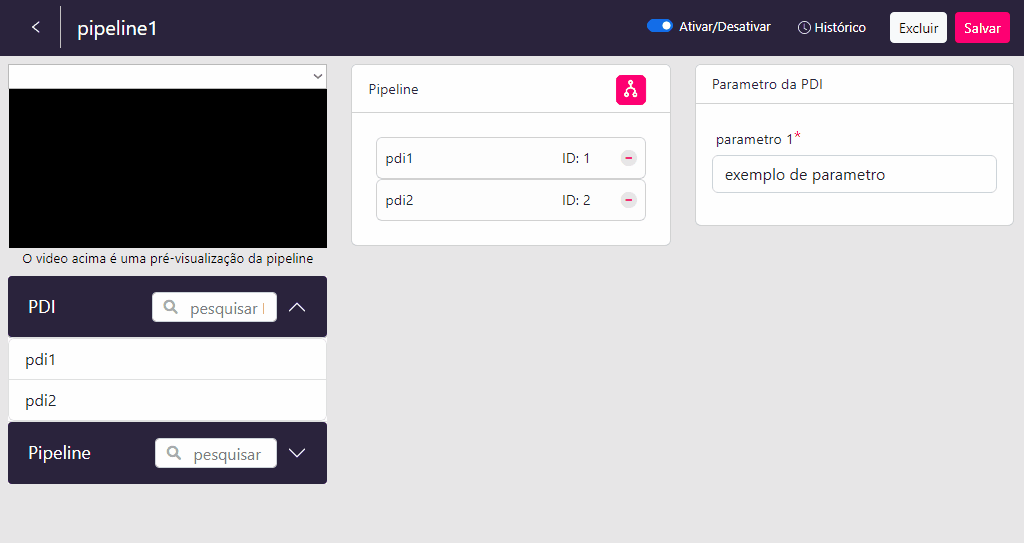 pipeline1
Ativar/Desativar
Histórico
Excluir
Salvar
O video acima é uma pré-visualização da pipeline
PDI
pesquisar
pdi1
pdi2
Pipeline
pesquisar
Pipeline
pdi1 ID: 1
pdi2 ID: 2
Parametro da PDI
parametro 1*
exemplo de parametro